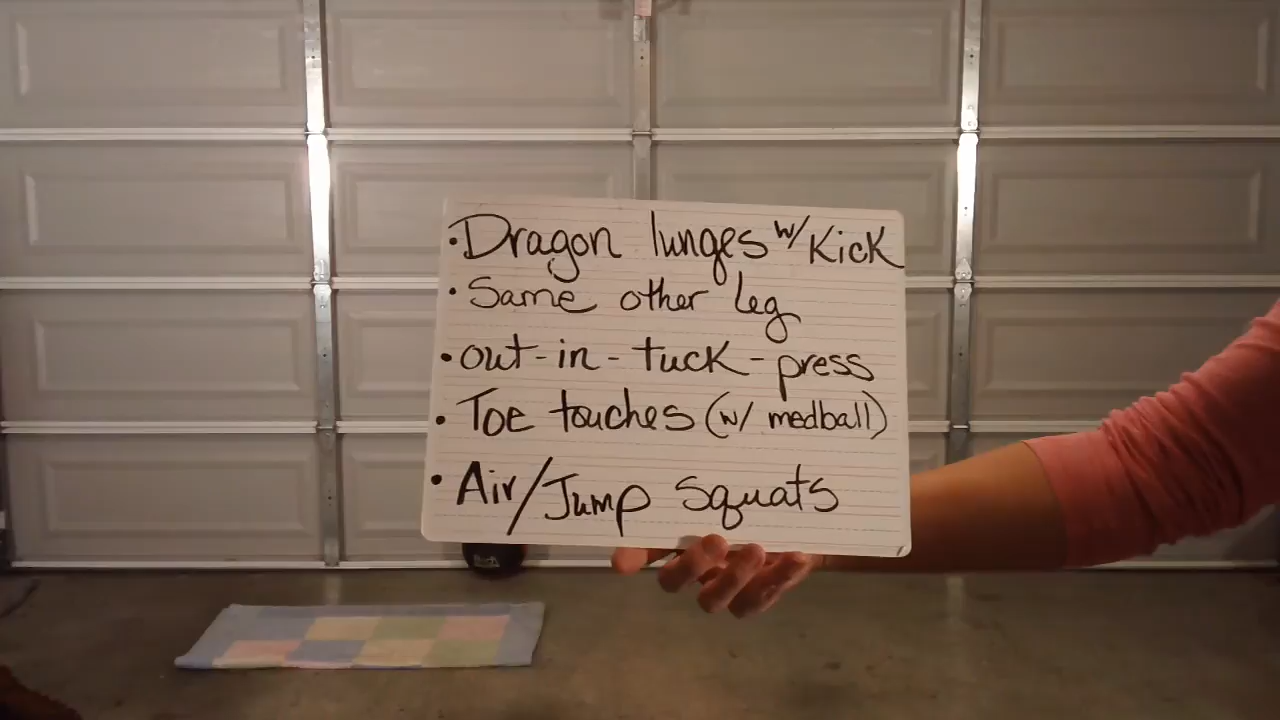 • Dragon lunges w/ Kick
• Same other leg
• out-in-tuck-press
• Toe touches (w/ medball)
• Air/Jump Squats